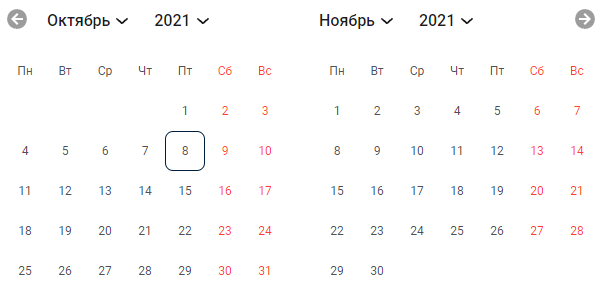 Октябрь 2021
Пн Вт Ср Чт Пт Сб Вс
1 2 3
4 5 6 7 8 9 10
11 12 13 14 15 16 17
18 19 20 21 22 23 24
25 26 27 28 29 30 31
Ноябрь 2021
Пн Вт Ср Чт Пт Сб Вс
1 2 3 4 5 6 7
8 9 10 11 12 13 14
15 16 17 18 19 20 21
22 23 24 25 26 27 28
29 30